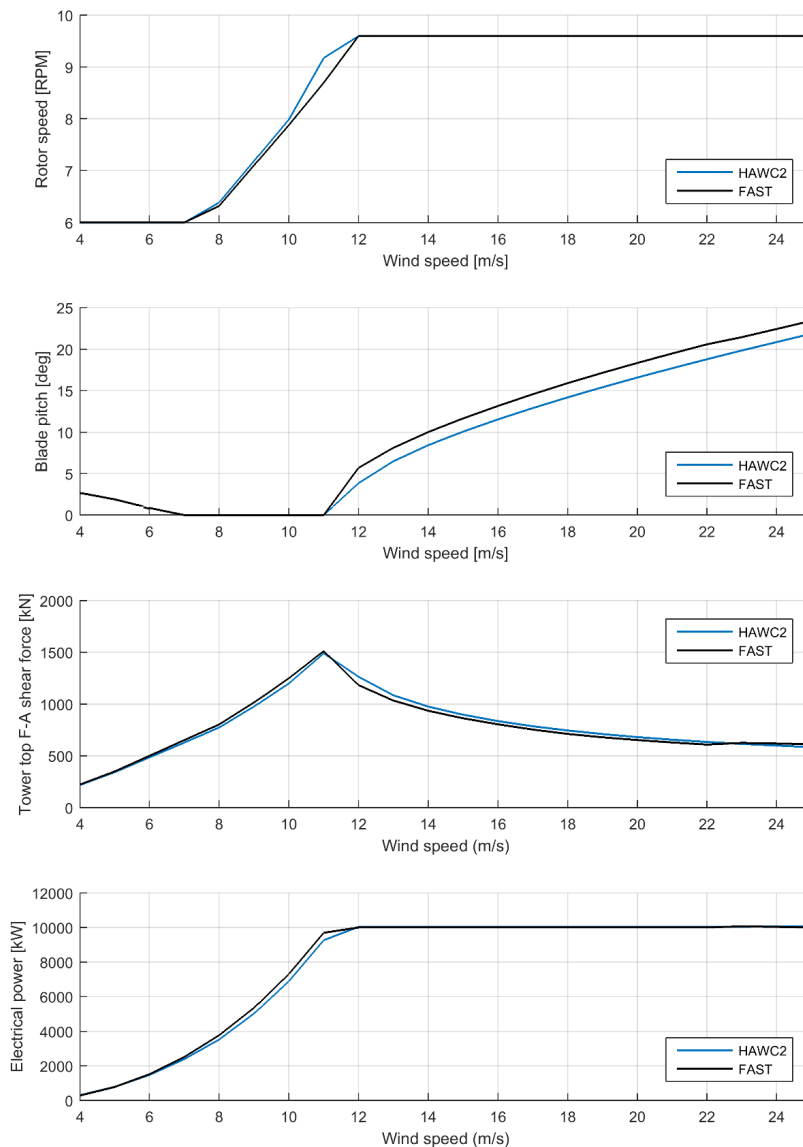 10
9
8
7
6
Rotor speed [RPM]
HAWC2
FAST
4 6 8 10 12 14 16 18 20 22 24
Wind speed [m/s]
25
20
15
10
5
0
Blade pitch [deg]
HAWC2
FAST
4 6 8 10 12 14 16 18 20 22 24
Wind speed [m/s]
2000
1500
1000
500
0
Tower top F-A shear force [kN]
HAWC2
FAST
4 6 8 10 12 14 16 18 20 22 24
Wind speed (m/s)
12000
10000
8000
6000
4000
2000
0
Electrical power [kW]
HAWC2
FAST
4 6 8 10 12 14 16 18 20 22 24
Wind speed (m/s)